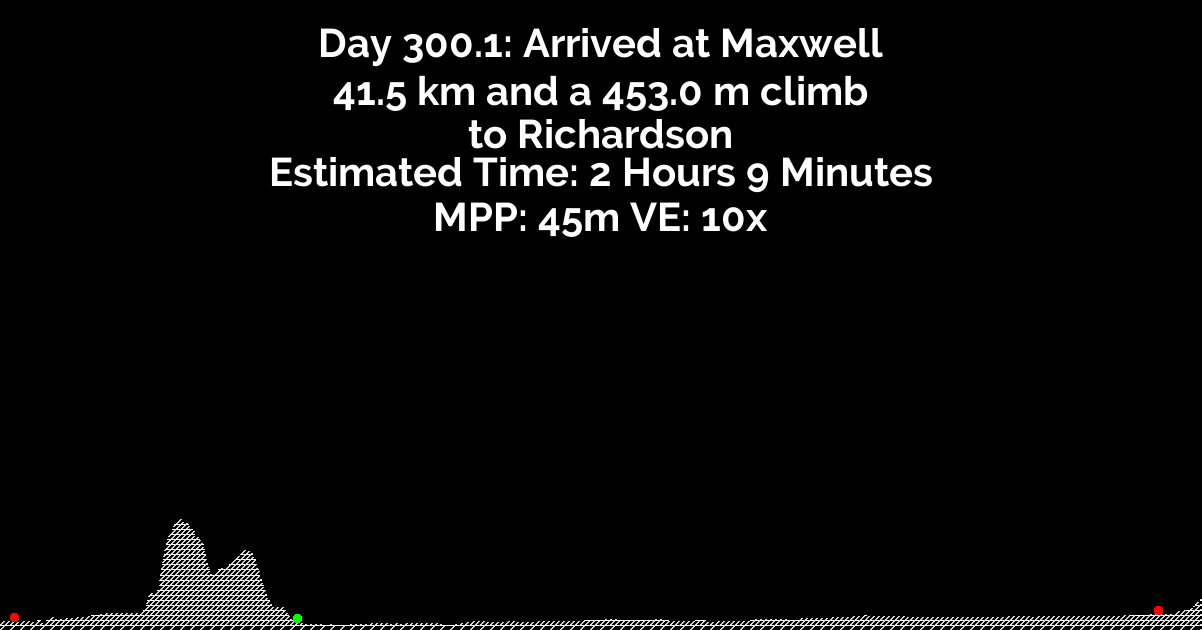 Day 300.1: Arrived at Maxwell
41.5 km and a 453.0 m climb
to Richardson
Estimated Time: 2 Hours 9 Minutes
MPP: 45m VE: 10x